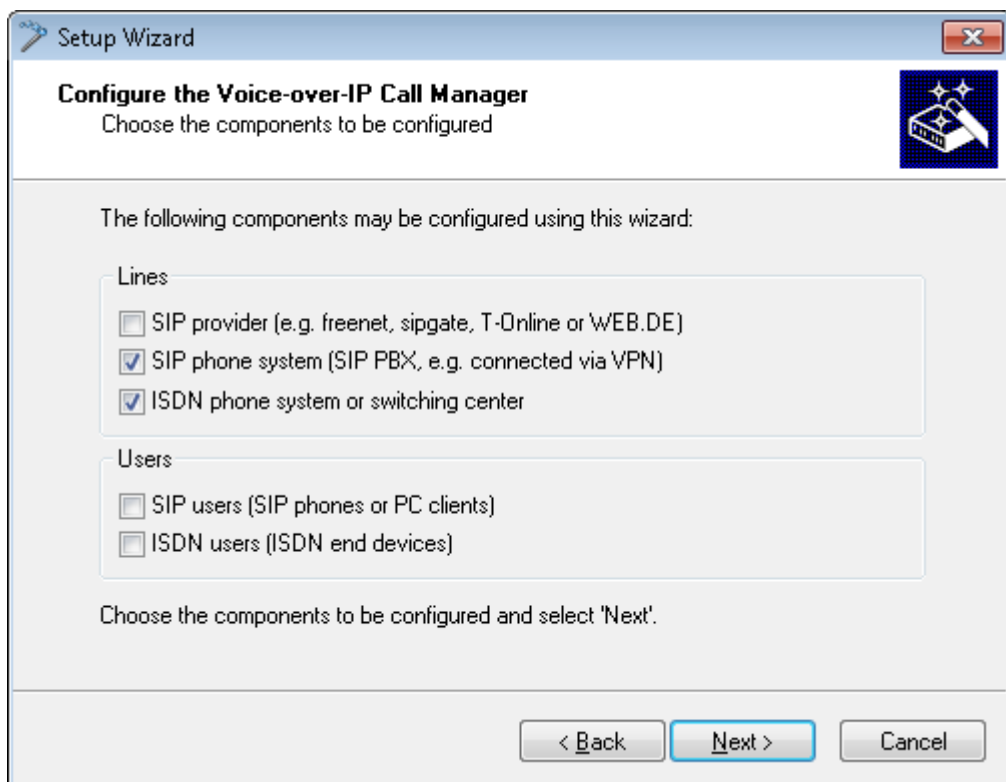 Setup Wizard
Configure the Voice-over-IP Call Manager
Choose the components to be configured
The following components may be configured using this wizard:
Lines
SIP provider (e.g. freenet, sipgate, T-Online or WEB.DE)
SIP phone system (SIP PBX, e.g. connected via VPN)
ISDN phone system or switching center
Users
SIP users (SIP phones or PC clients)
ISDN users (ISDN end devices)
Choose the components to be configured and select 'Next'.
< Back
Next >
Cancel